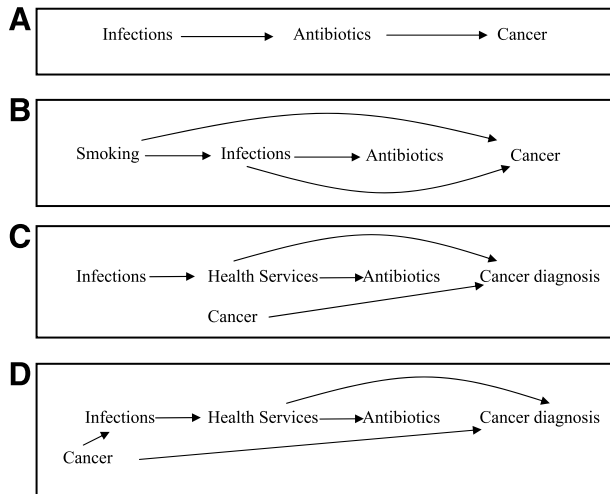 A
Infections Antibiotics Cancer
B
Smoking Infections Antibiotics Cancer
C
Infections Health Services Antibiotics Cancer diagnosis
Cancer
D
Infections Health Services Antibiotics Cancer diagnosis
Cancer